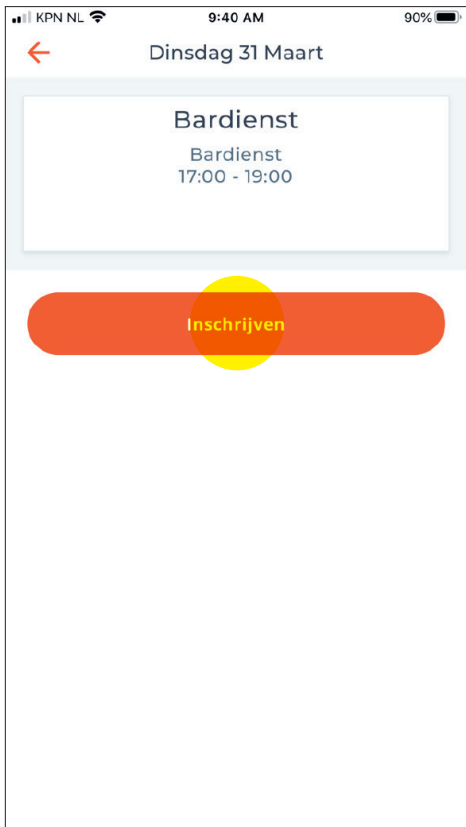 KPN NL 9:40 AM 90%
Dinsdag 31 Maart
Bardienst
Bardienst
17:00 - 19:00
Inschrijven